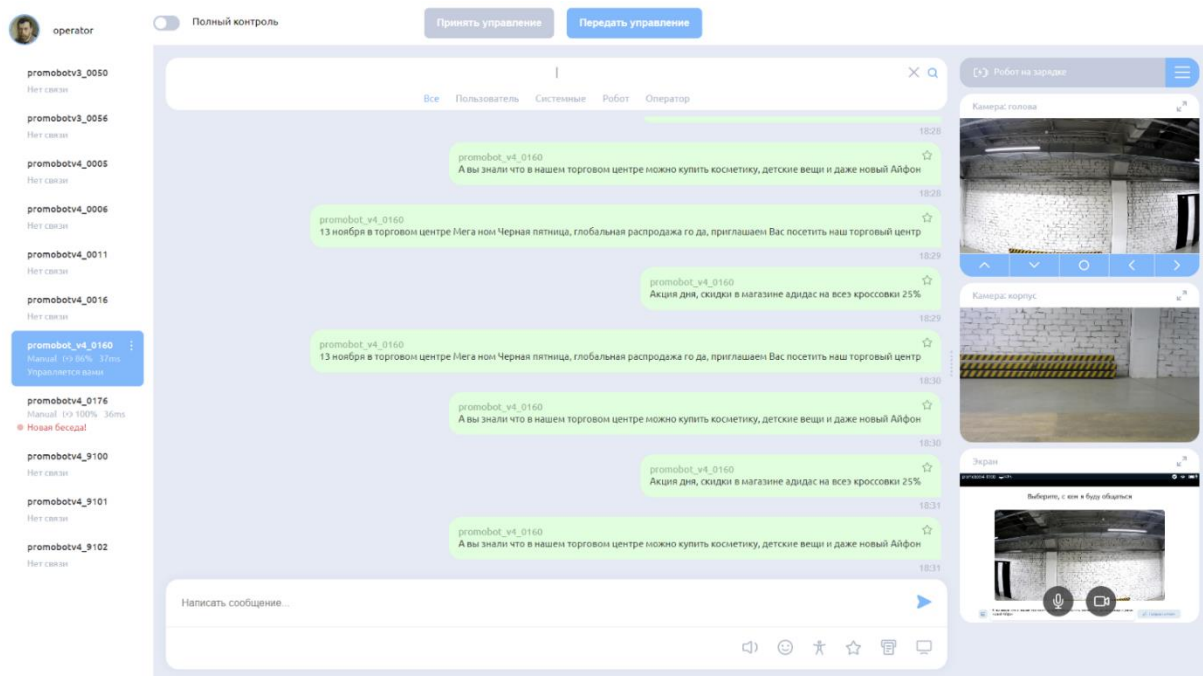 operator
Полный контроль
Принять управление
Передать управление
promobotv3_0050
Нет связи
promobotv3_0056
Нет связи
promobotv4_0005
Нет связи
promobotv4_0006
Нет связи
promobotv4_0011
Нет связи
promobotv4_0016
Нет связи
promobot_v4_0160
Manual 86% 37ms
Управляется вами
promobotv4_0176
Manual 100% 36ms
Новая беседа!
promobotv4_9100
Нет связи
promobotv4_9101
Нет связи
promobotv4_9102
Нет связи
Все Пользователь Системные Робот Оператор
18:28
promobot_v4_0160
А вы знали что в нашем торговом центре можно купить косметику, детские вещи и даже новый Айфон
18:28
promobot_v4_0160
13 ноября в торговом центре Мега ном Черная пятница, глобальная распродажа го да, приглашаем Вас посетить наш торговый центр
18:29
promobot_v4_0160
Акция дня, скидки в магазине адидас на всеэ кроссовки 25%
18:29
promobot_v4_0160
13 ноября в торговом центре Мега ном Черная пятница, глобальная распродажа го да, приглашаем Вас посетить наш торговый центр
18:30
promobot_v4_0160
А вы знали что в нашем торговом центре можно купить косметику, детские вещи и даже новый Айфон
18:30
promobot_v4_0160
Акция дня, скидки в магазине адидас на всеэ кроссовки 25%
18:31
promobot_v4_0160
А вы знали что в нашем торговом центре можно купить косметику, детские вещи и даже новый Айфон
18:31
Написать сообщение...
Робот на зарядке
Камера: голова
Камера: корпус
Экран
Выберите, с кем я буду общаться